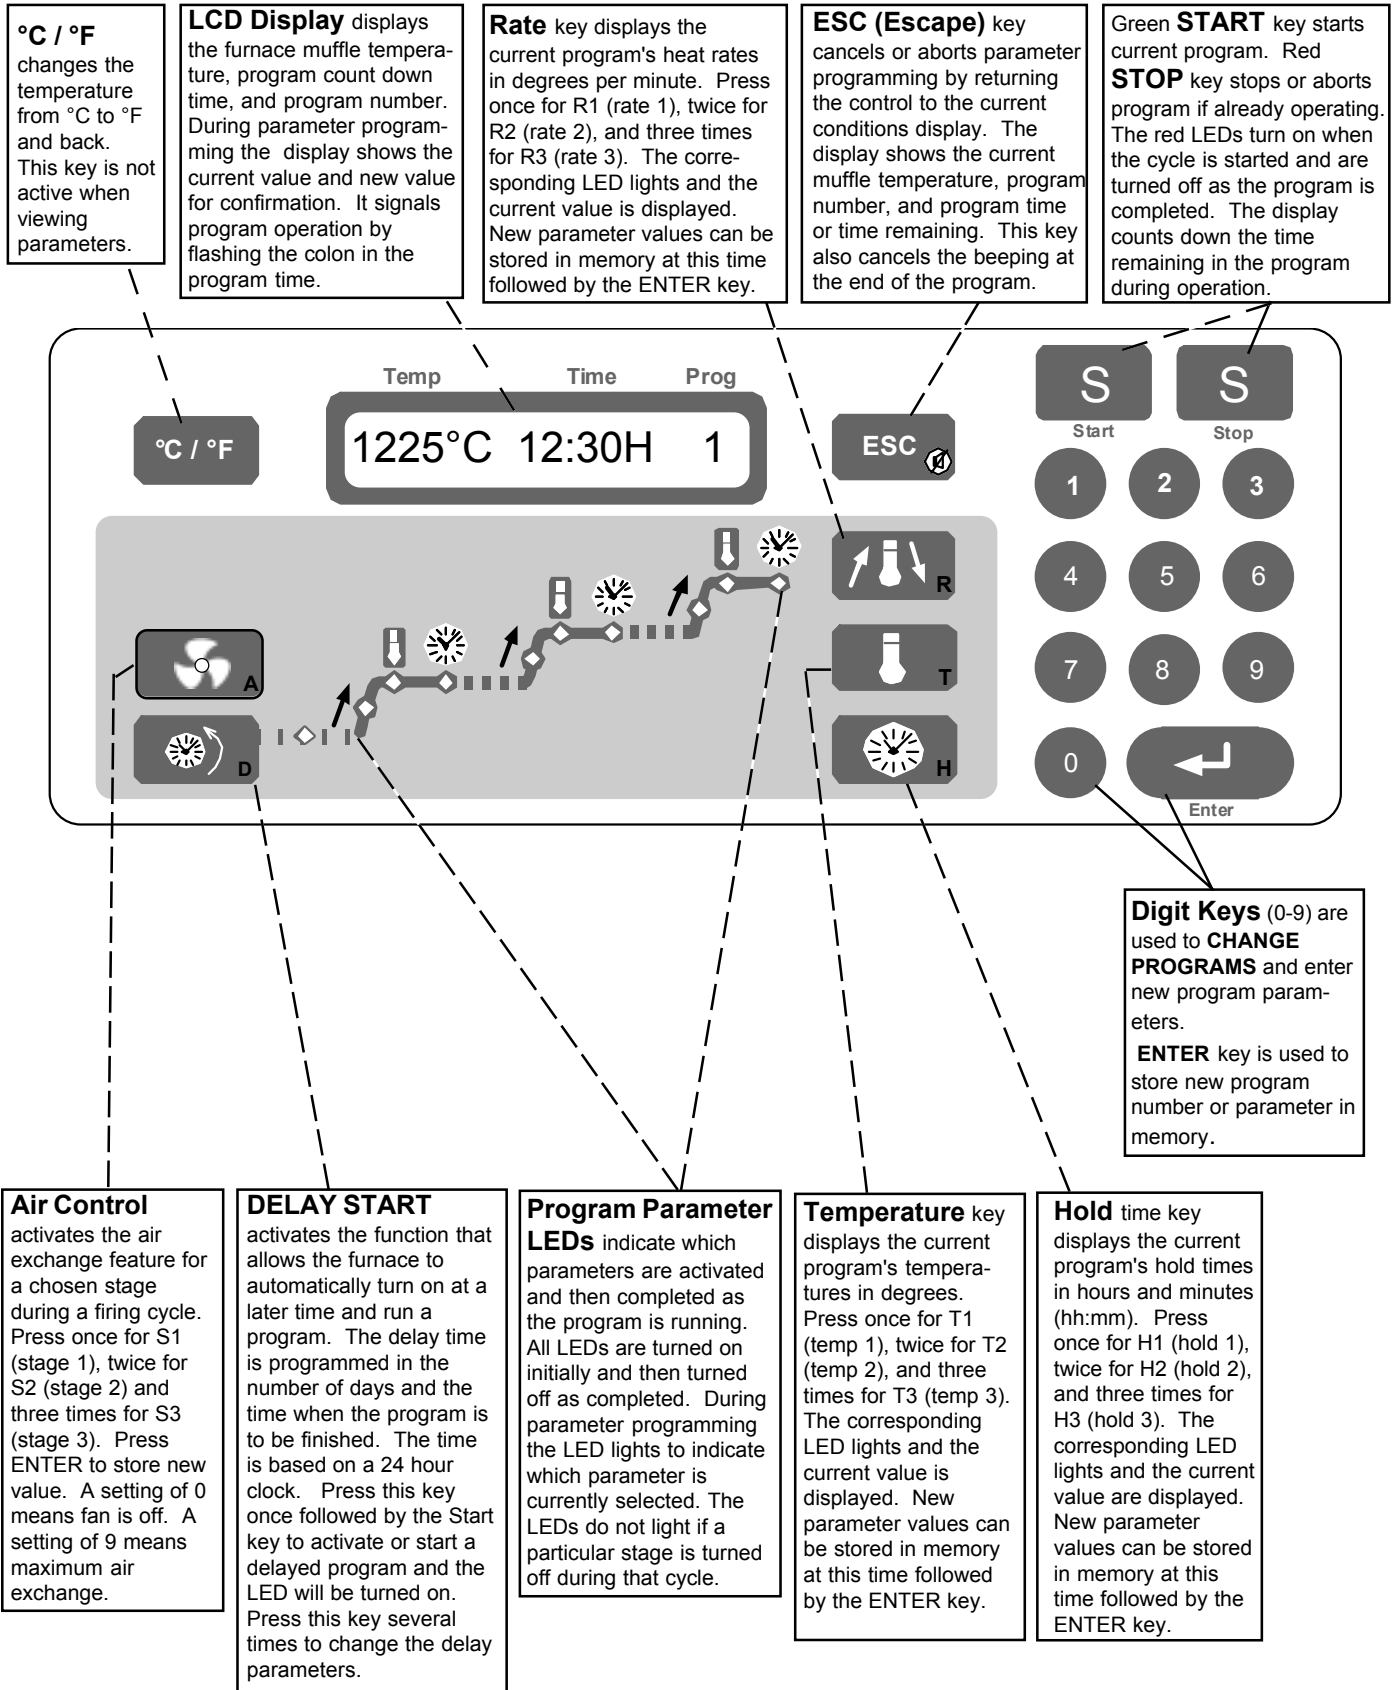 °C / °F
changes the
temperature
from °C to °F
and back.
This key is not
active when
viewing
parameters.
LCD Display displays
the furnace muffle tempera-
ture, program count down
time, and program number.
During parameter program-
ming the display shows the
current value and new value
for confirmation. It signals
program operation by
flashing the colon in the
program time.
Rate key displays the
current program's heat rates
in degrees per minute. Press
once for R1 (rate 1), twice for
R2 (rate 2), and three times
for R3 (rate 3). The corre-
sponding LED lights and the
current value is displayed.
New parameter values can be
stored in memory at this time
followed by the ENTER key.
ESC (Escape) key
cancels or aborts parameter
programming by returning
the control to the current
conditions display. The
display shows the current
muffle temperature, program
number, and program time
or time remaining. This key
also cancels the beeping at
the end of the program.
Green START key starts
current program. Red
STOP key stops or aborts
program if already operating.
The red LEDs turn on when
the cycle is started and are
turned off as the program is
completed. The display
counts down the time
remaining in the program
during operation.
Temp Time Prog
°C / °F
1225°C 12:30H 1
ESC
S S
Start Stop
1 2 3
4 5 6
7 8 9
0
Enter
R
A
T
D
H
Digit Keys (0-9) are
used to CHANGE
PROGRAMS and enter
new program param-
eters.
ENTER key is used to
store new program
number or parameter in
memory.
Air Control
activates the air
exchange feature for
a chosen stage
during a firing cycle.
Press once for S1
(stage 1), twice for
S2 (stage 2) and
three times for S3
(stage 3). Press
ENTER to store new
value. A setting of 0
means fan is off. A
setting of 9 means
maximum air
exchange.
DELAY START
activates the function that
allows the furnace to
automatically turn on at a
later time and run a
program. The delay time
is programmed in the
number of days and the
time when the program is
to be finished. The time
is based on a 24 hour
clock. Press this key
once followed by the Start
key to activate or start a
delayed program and the
LED will be turned on.
Press this key several
times to change the delay
parameters.
Program Parameter
LEDs indicate which
parameters are activated
and then completed as
the program is running.
All LEDs are turned on
initially and then turned
off as completed. During
parameter programming
the LED lights to indicate
which parameter is
currently selected. The
LEDs do not light if a
particular stage is turned
off during that cycle.
Temperature key
displays the current
program's tempera-
tures in degrees.
Press once for T1
(temp 1), twice for T2
(temp 2), and three
times for T3 (temp 3).
The corresponding
LED lights and the
current value is
displayed. New
parameter values can
be stored in memory
at this time followed
by the ENTER key.
Hold time key
displays the current
program's hold times
in hours and minutes
(hh:mm). Press
once for H1 (hold 1),
twice for H2 (hold 2),
and three times for
H3 (hold 3). The
corresponding LED
lights and the current
value are displayed.
New parameter
values can be stored
in memory at this
time followed by the
ENTER key.